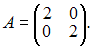 A = ( 2 0
0 2 ).